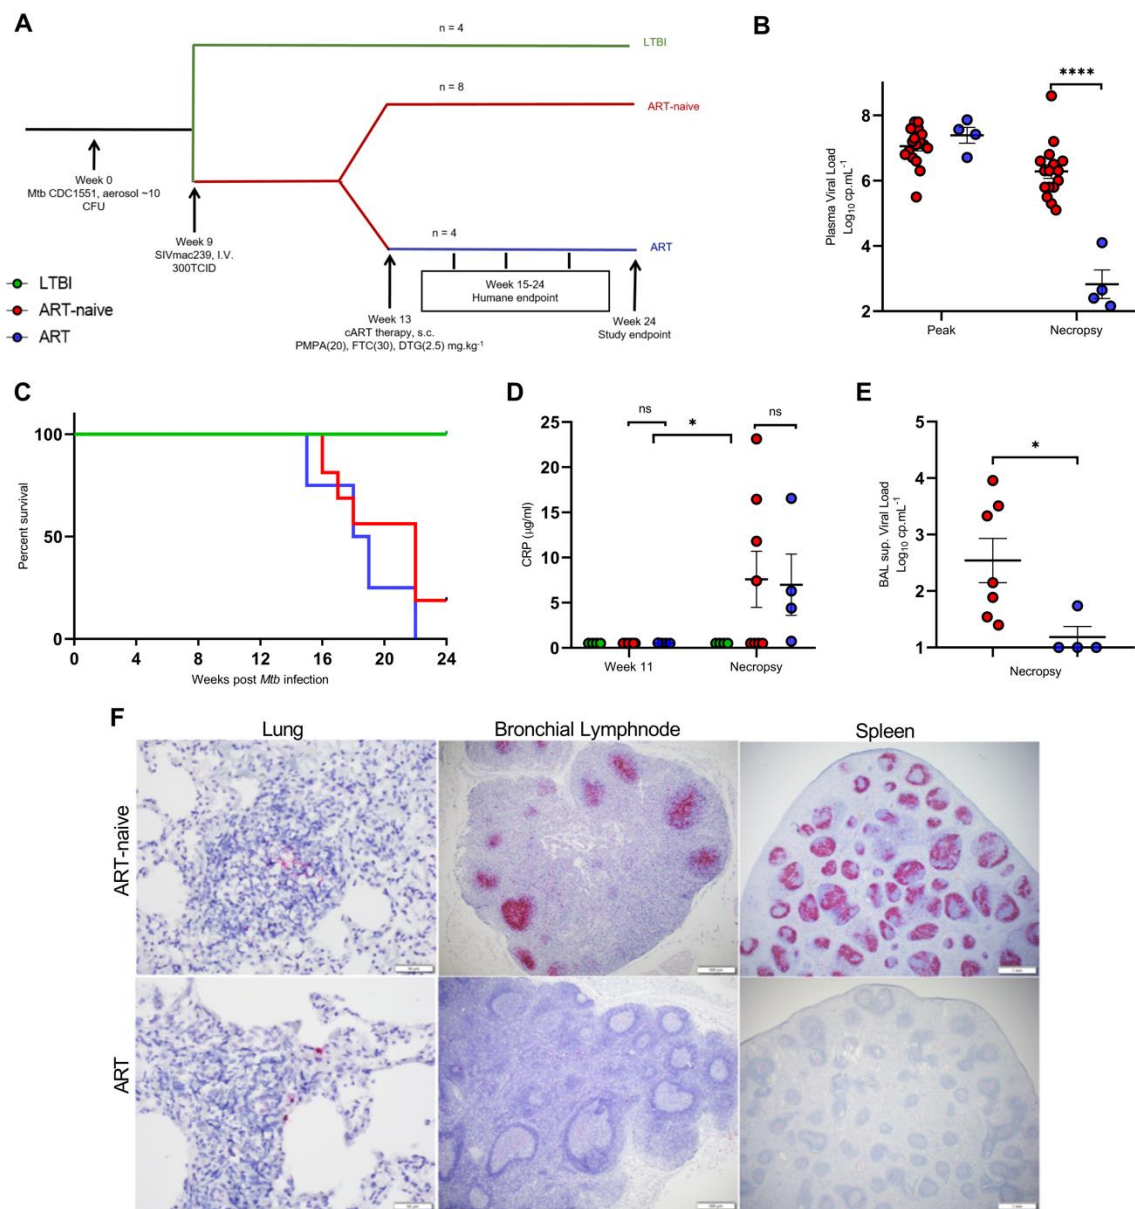 A
n = 4
LTBI
n = 8
ART-naive
Week 0
Mtb CDC1551, aerosol ~10
CFU
Week 9
SIVmac239, I.V.
300TCID
n = 4
ART
Week 15-24
Humane endpoint
Week 13
cART therapy, s.c.
PMPA(20), FTC(30), DTG(2.5) mg.kg⁻¹
Week 24
Study endpoint
LTBI
ART-naive
ART
B
****
Plasma Viral Load
Log₁₀ cp.mL⁻¹
8
6
4
2
Peak
Necropsy
C
Percent survival
100
50
0
0
4
8
12
16
20
24
Weeks post Mtb infection
D
ns
*
ns
CRP (µg/ml)
25
20
15
10
5
0
Week 11
Necropsy
E
*
BAL sup. Viral Load
Log₁₀ cp.mL⁻¹
5
4
3
2
1
Necropsy
F
Lung
Bronchial Lymphnode
Spleen
ART-naive
ART